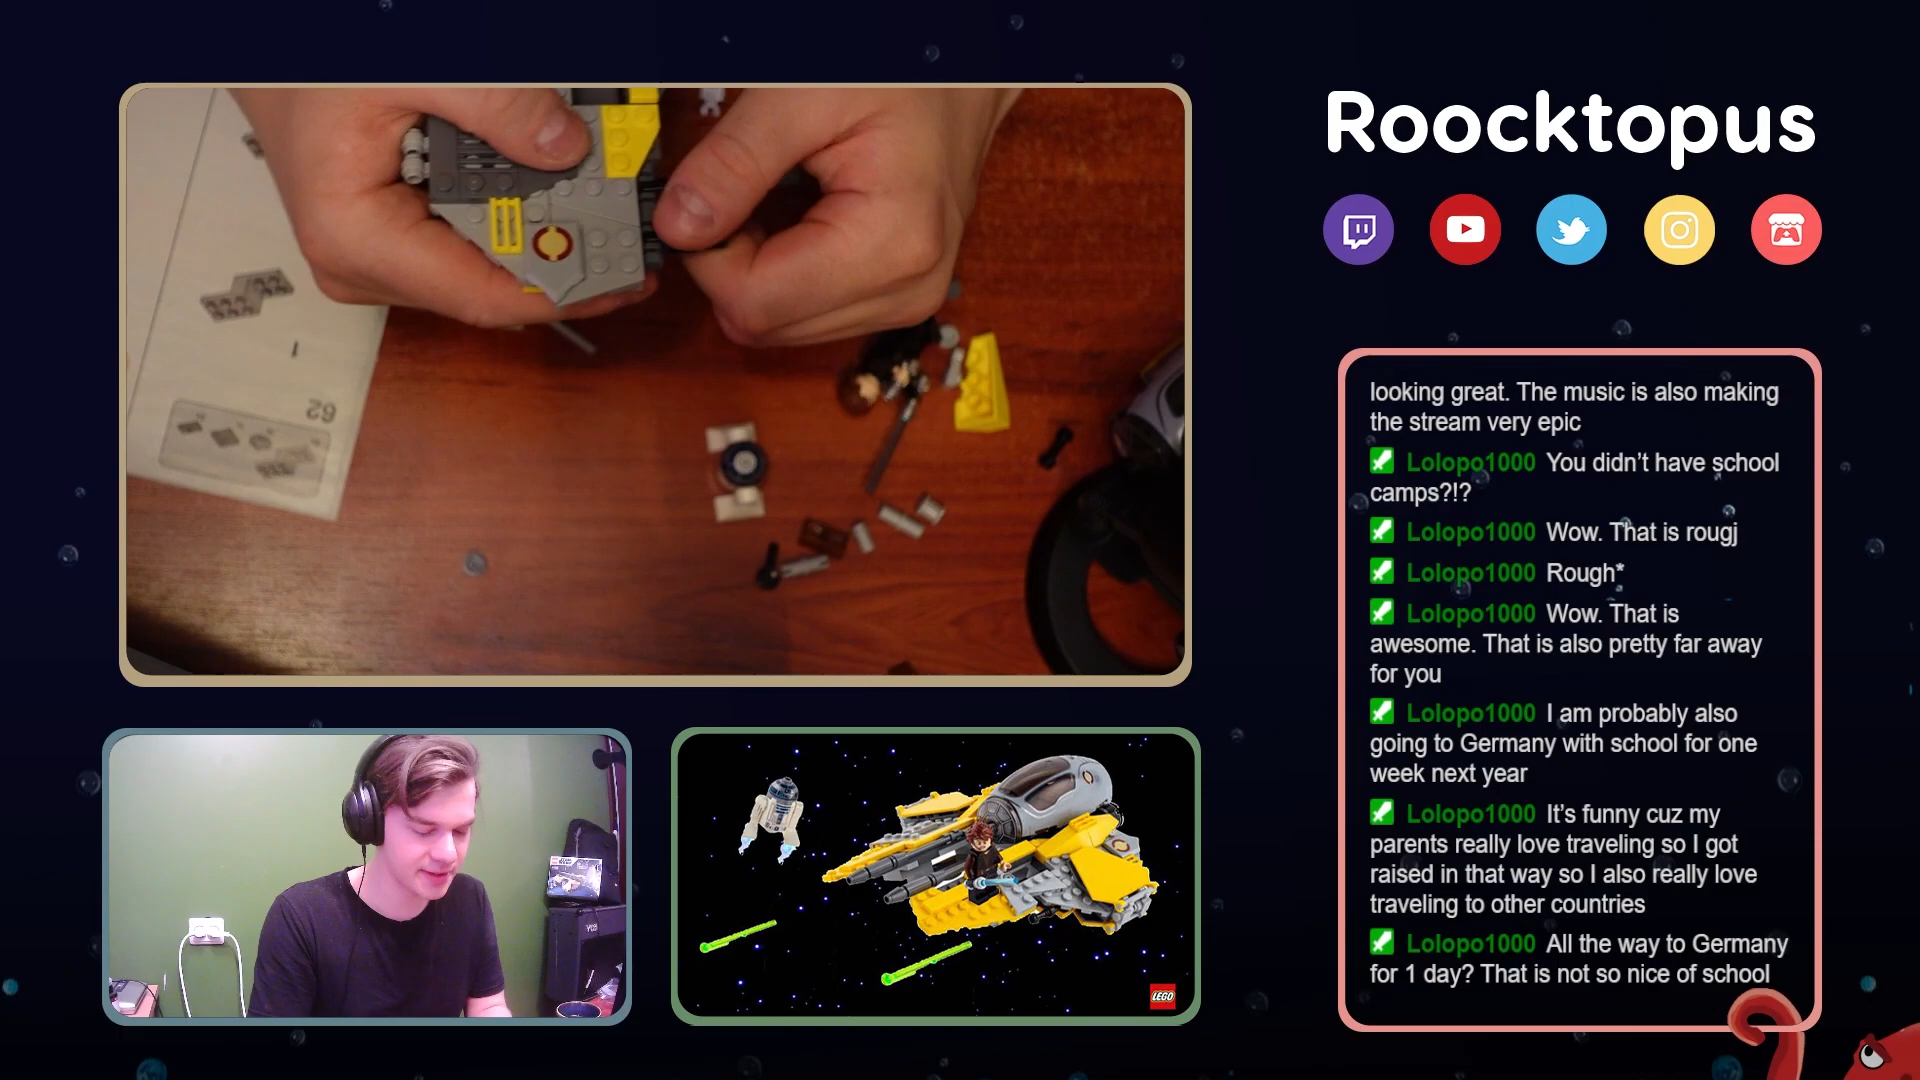 Roocktopus
62
looking great. The music is also making
the stream very epic
Lolopo1000 You didn't have school
camps?!?
Lolopo1000 Wow. That is rougj
Lolopo1000 Rough*
Lolopo1000 Wow. That is
awesome. That is also pretty far away
for you
Lolopo1000 I am probably also
going to Germany with school for one
week next year
Lolopo1000 It's funny cuz my
parents really love traveling so I got
raised in that way so I also really love
traveling to other countries
Lolopo1000 All the way to Germany
for 1 day? That is not so nice of school
LEGO